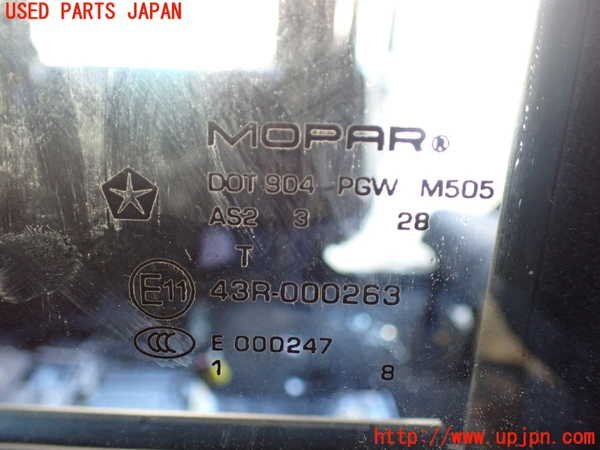 USED PARTS JAPAN
MOPAR®
DOT 904 PGW M505
AS2 3 28
T
E11 43R-000263
CCC E 000247
1 8
http://www.upjpn.com/